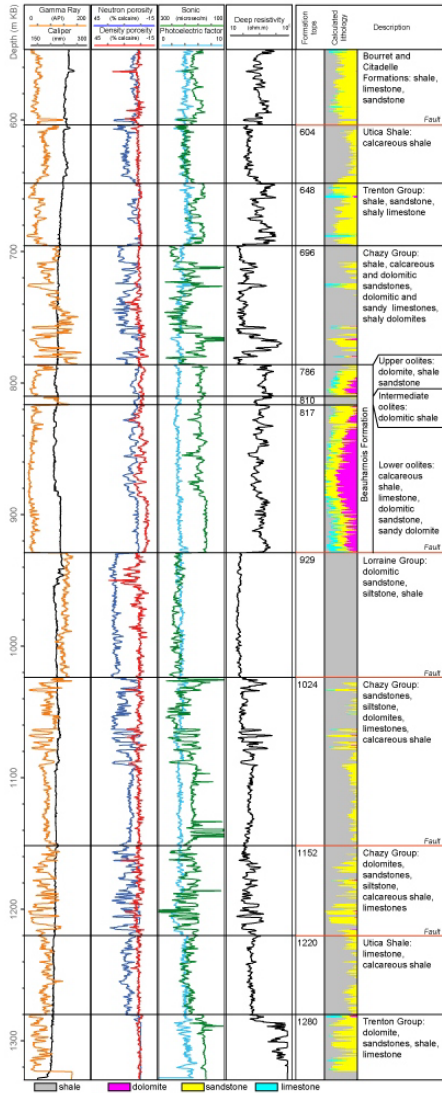 Gamma Ray
0 (API) 200
Caliper
150 (mm) 300
Neutron porosity
45 (% calcaire) -15
Density porosity
45 (% calcaire) -15
Sonic
300 (microsec/m) 100
Photoelectric factor
0 10
Deep resistivity
(ohm.m)
Formation
tops
Calculated
lithology
Description
Depth (m KB)
600
700
800
900
1000
1100
1200
1300
Bourret and
Citadelle
Formations: shale,
limestone,
sandstone
Fault
604
Utica Shale:
calcareous shale
648
Trenton Group:
shale, sandstone,
shaly limestone
696
Chazy Group:
shale, calcareous
and dolomitic
sandstones,
dolomitic and
sandy limestones,
shaly dolomites
786
Upper oolites:
dolomite, shale
sandstone
810
Intermediate
oolites:
dolomitic shale
817
Beauharnois Formation
Lower oolites:
calcareous
shale,
limestone,
dolomitic
sandstone,
sandy dolomite
Fault
929
Lorraine Group:
dolomitic
sandstone,
siltstone, shale
Fault
1024
Chazy Group:
sandstones,
siltstone,
dolomites,
limestones,
calcareous shale
Fault
1152
Chazy Group:
dolomites,
sandstones,
siltstone,
calcareous shale,
limestones
Fault
1220
Utica Shale:
limestone,
calcareous shale
1280
Trenton Group:
dolomite,
sandstones, shale,
limestone
shale dolomite sandstone limestone